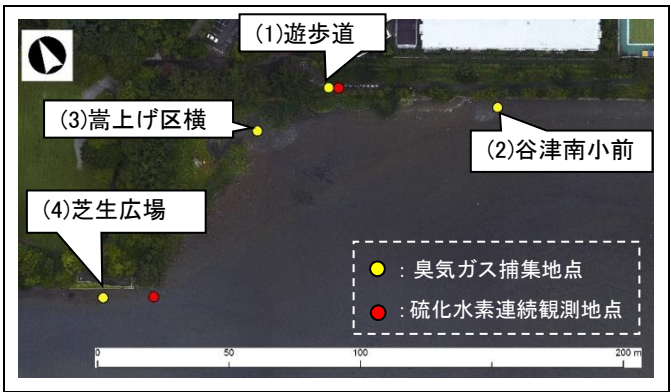 (1)遊歩道
(3)嵩上げ区横
(2)谷津南小前
(4)芝生広場
：臭気ガス捕集地点
：硫化水素連続観測地点
0 50 100 200 m